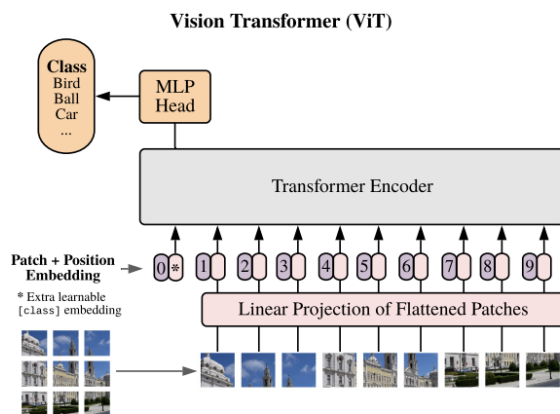 Vision Transformer (ViT)
Class
Bird
Ball
Car
...
MLP
Head
Transformer Encoder
Patch + Position
Embedding
0 * 1 2 3 4 5 6 7 8 9
* Extra learnable
[class] embedding
Linear Projection of Flattened Patches